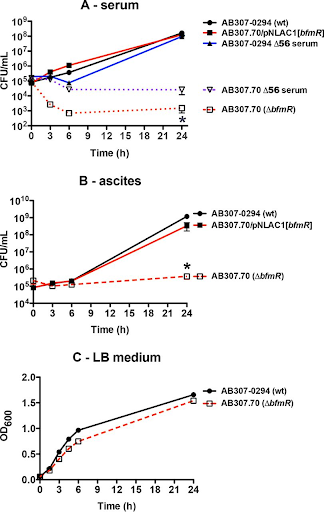 A - serum
CFU/mL
10⁹
10⁸
10⁷
10⁶
10⁵
10⁴
10³
10²
10¹
0 3 6 9 12 15 18 21 24
Time (h)
AB307-0294 (wt)
AB307.70/pNLAC1[bfmR]
AB307-0294 Δ56 serum
AB307.70 Δ56 serum
AB307.70 (ΔbfmR)
*
B - ascites
CFU/mL
10¹⁰
10⁹
10⁸
10⁷
10⁶
10⁵
10⁴
0 3 6 9 12 15 18 21 24
Time (h)
AB307-0294 (wt)
AB307.70/pNLAC1[bfmR]
*
AB307.70 (ΔbfmR)
C - LB medium
OD₆₀₀
2.0
1.5
1.0
0.5
0.0
0 3 6 9 12 15 18 21 24
Time (h)
AB307-0294 (wt)
AB307.70 (ΔbfmR)